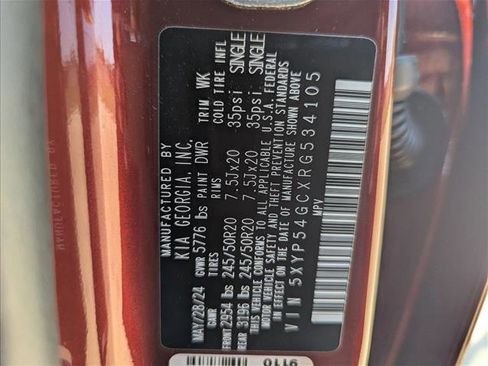 MANUFACTURED BY
KIA GEORGIA, INC.
MAY/28/24 GVWR 5776 lbs PAINT DWR TRIM WK
GAWR RIMS COLD TIRE INFL
FRONT 2954 lbs 245/50R20 7.5Jx20 35psi SINGLE
REAR 3196 lbs 245/50R20 7.5Jx20 35psi SINGLE
THIS VEHICLE CONFORMS TO ALL APPLICABLE U.S.A. FEDERAL
MOTOR VEHICLE SAFETY AND THEFT PREVENTION STANDARDS
IN EFFECT ON THE DATE OF MANUFACTURE SHOWN ABOVE
VIN 5XYP54GCXRG534105
MPV
9110